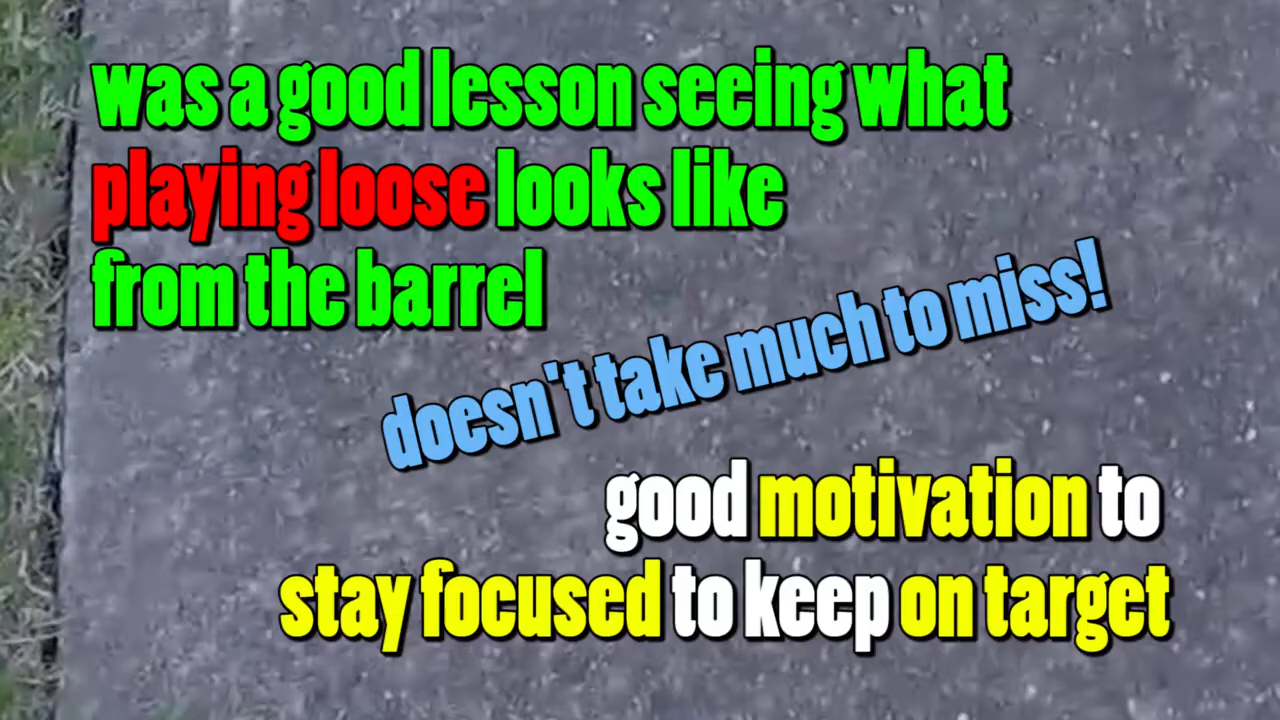 was a good lesson seeing what
playing loose looks like
from the barrel
doesn't take much to miss!
good motivation to
stay focused to keep on target